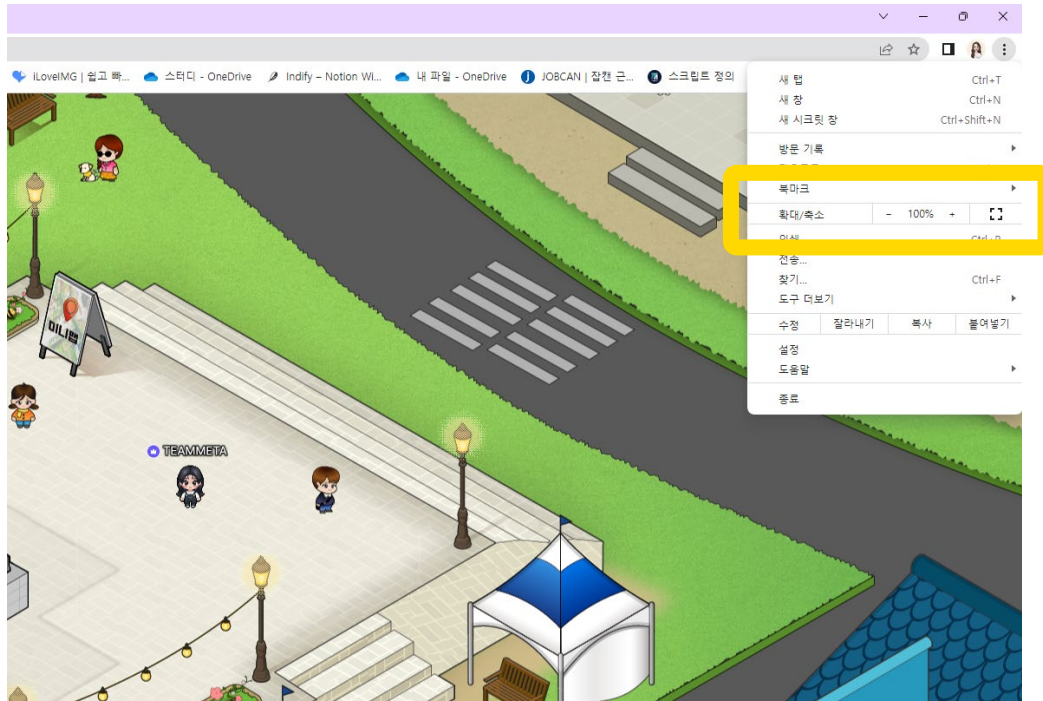 iLoveIMG | 쉽고 빠... 스터디 - OneDrive Indify – Notion Wi... 내 파일 - OneDrive JOBCAN | 잡캔 근... 스크립트 정의
새 탭 Ctrl+T
새 창 Ctrl+N
새 시크릿 창 Ctrl+Shift+N
방문 기록
북마크
확대/축소 - 100% +
인쇄... Ctrl+P
전송...
찾기... Ctrl+F
도구 더보기
수정 잘라내기 복사 붙여넣기
설정
도움말
종료
TEAMMETA